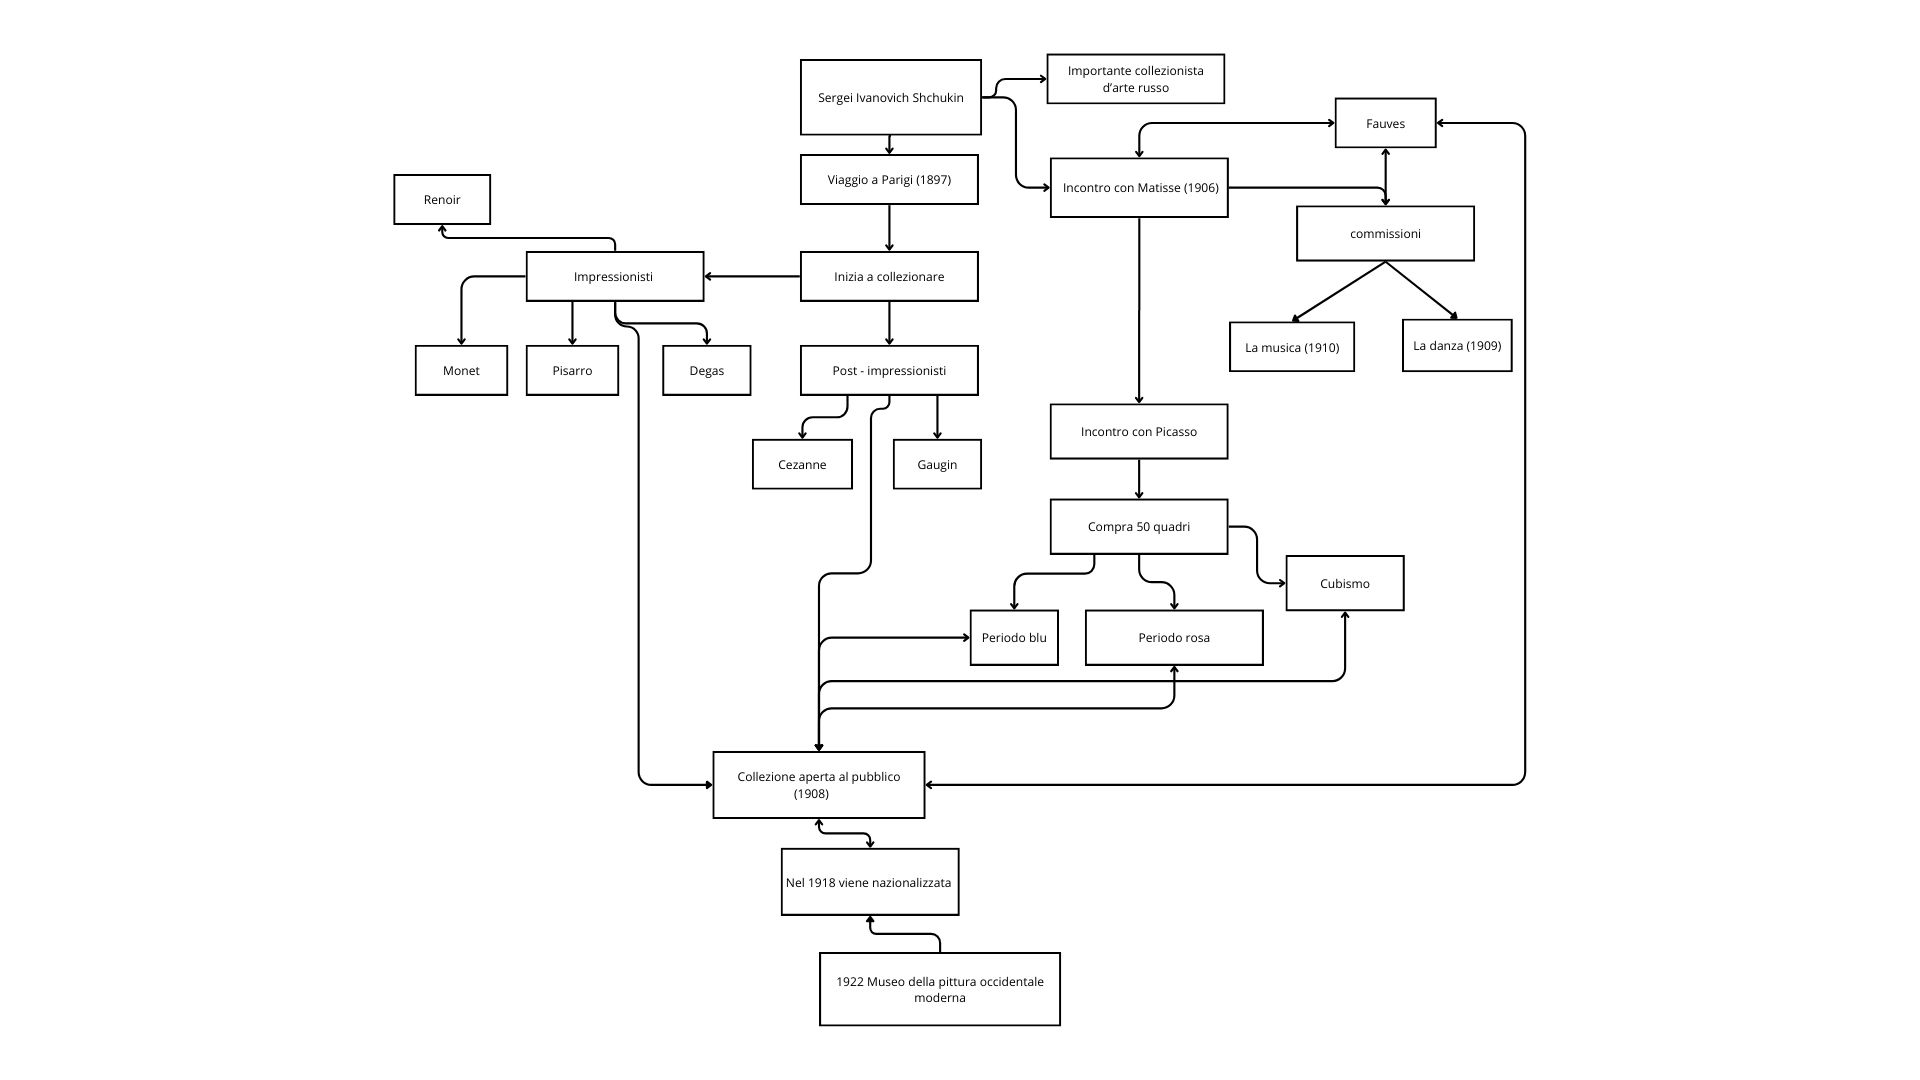 Importante collezionista
d’arte russo
Sergei Ivanovich Shchukin
Fauves
Viaggio a Parigi (1897)
Incontro con Matisse (1906)
Renoir
commissioni
Impressionisti
Inizia a collezionare
La musica (1910)
La danza (1909)
Monet
Pisarro
Degas
Post - impressionisti
Incontro con Picasso
Cezanne
Gaugin
Compra 50 quadri
Cubismo
Periodo blu
Periodo rosa
Collezione aperta al pubblico
(1908)
Nel 1918 viene nazionalizzata
1922 Museo della pittura occidentale
moderna